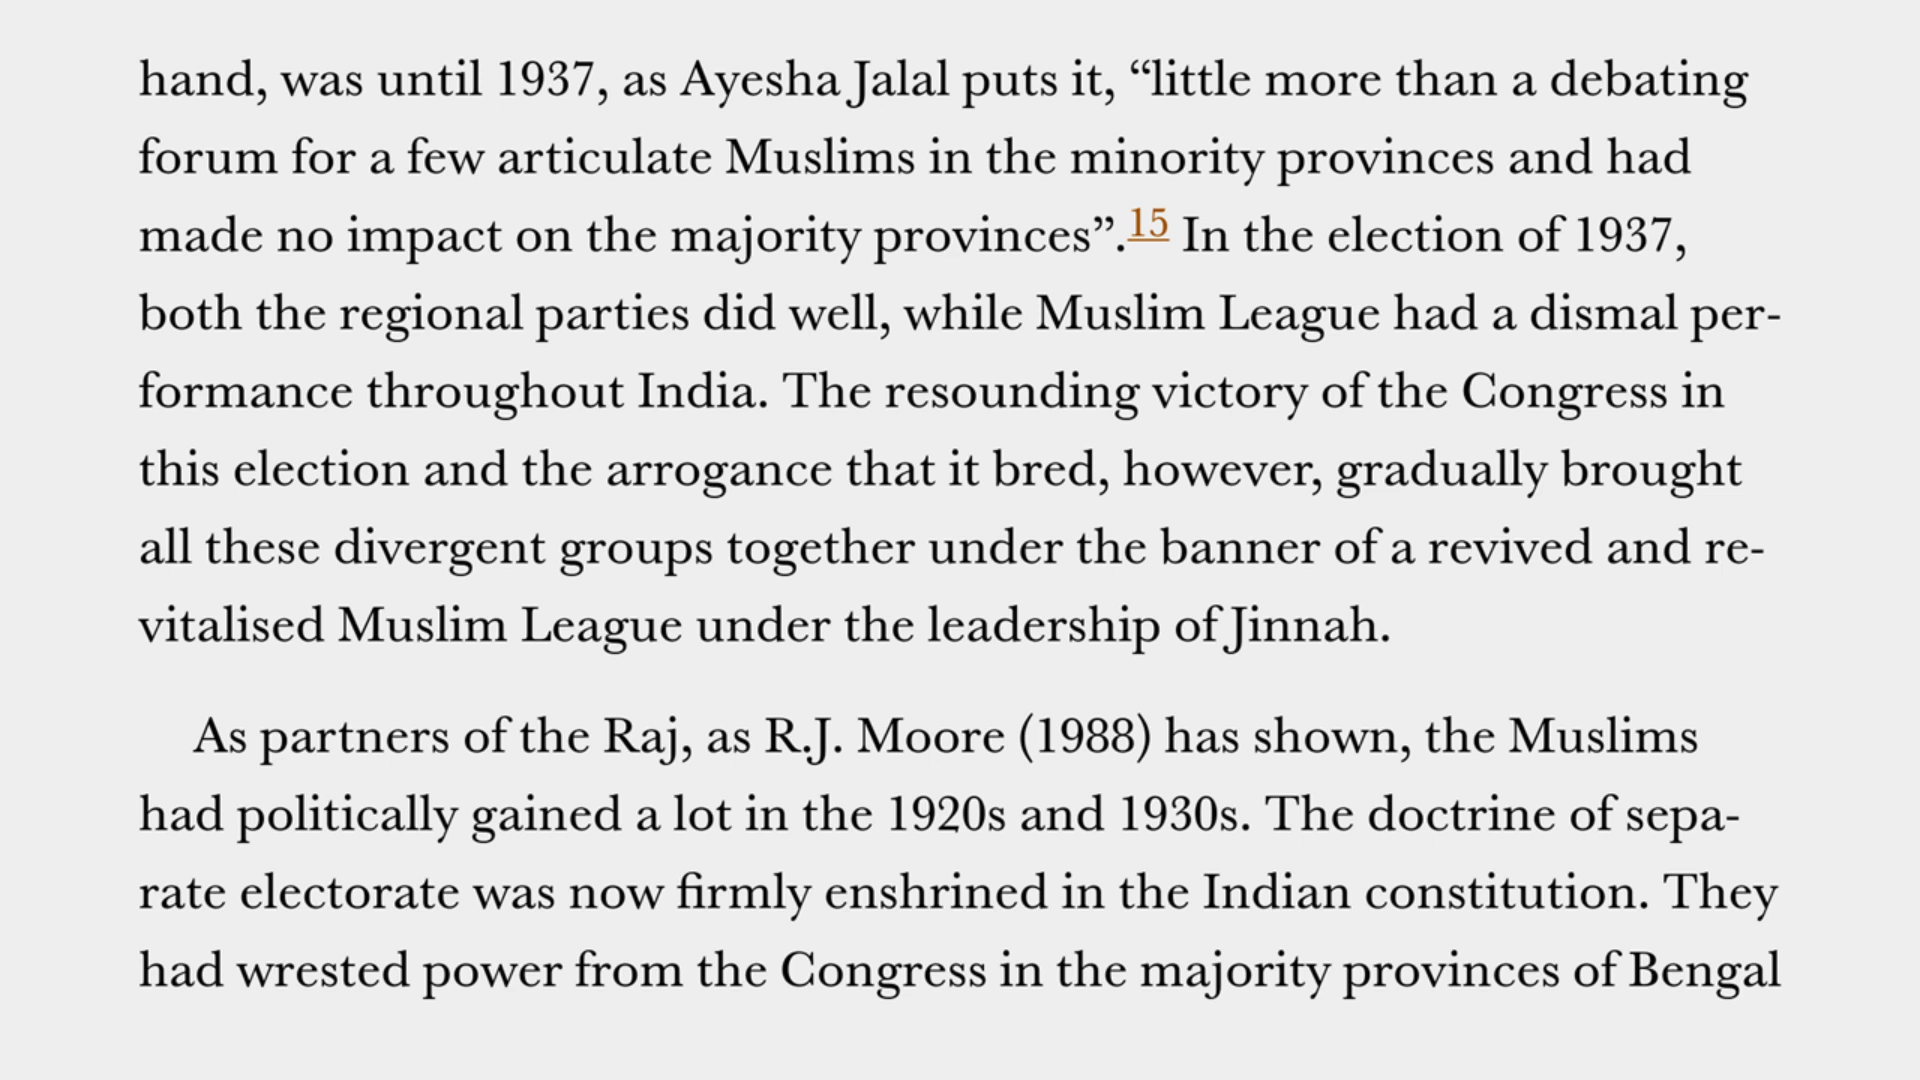 hand, was until 1937, as Ayesha Jalal puts it, “little more than a debating
forum for a few articulate Muslims in the minority provinces and had
made no impact on the majority provinces”.15 In the election of 1937,
both the regional parties did well, while Muslim League had a dismal per-
formance throughout India. The resounding victory of the Congress in
this election and the arrogance that it bred, however, gradually brought
all these divergent groups together under the banner of a revived and re-
vitalised Muslim League under the leadership of Jinnah.
As partners of the Raj, as R.J. Moore (1988) has shown, the Muslims
had politically gained a lot in the 1920s and 1930s. The doctrine of sepa-
rate electorate was now firmly enshrined in the Indian constitution. They
had wrested power from the Congress in the majority provinces of Bengal